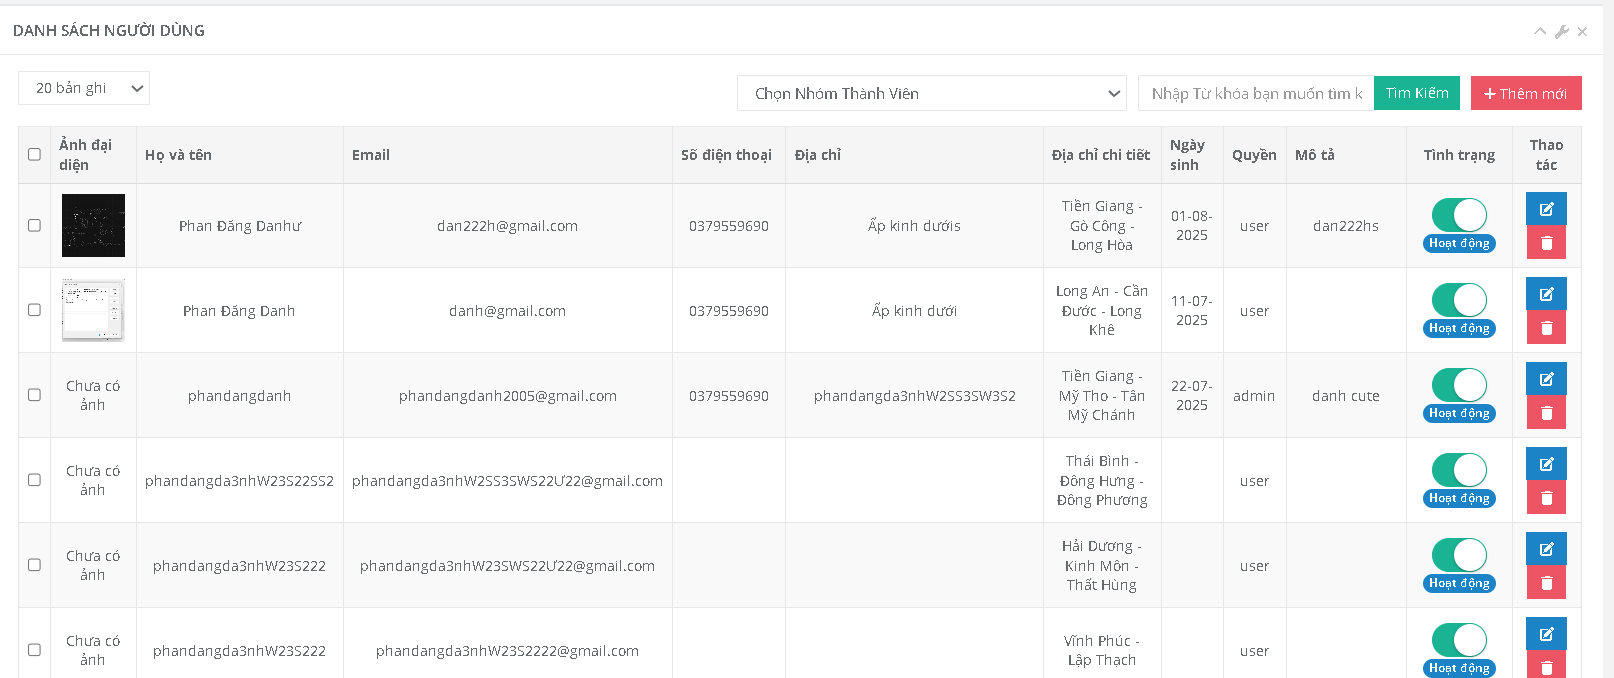 DANH SÁCH NGƯỜI DÙNG
20 bản ghi
Chọn Nhóm Thành Viên
Nhập Từ khóa bạn muốn tìm k
Tìm Kiếm
Thêm mới
Ảnh đại
diện
Họ và tên
Email
Số điện thoại
Địa chỉ
Địa chỉ chi tiết
Ngày
sinh
Quyền
Mô tả
Tình trạng
Thao
tác
Phan Đăng Danhư
dan222h@gmail.com
0379559690
Ấp kinh dướis
Tiền Giang -
Gò Công -
Long Hòa
01-08-
2025
user
dan222hs
Hoạt động
Phan Đăng Danh
danh@gmail.com
0379559690
Ấp kinh dưới
Long An - Cần
Đước - Long
Khê
11-07-
2025
user
Hoạt động
Chưa có
ảnh
phandangdanh
phandangdanh2005@gmail.com
0379559690
phandangda3nhW2SS3SW3S2
Tiền Giang -
Mỹ Tho - Tân
Mỹ Chánh
22-07-
2025
admin
danh cute
Hoạt động
Chưa có
ảnh
phandangda3nhW23S22SS2
phandangda3nhW2SS3SWS22Ư22@gmail.com
Thái Bình -
Đông Hưng -
Đông Phương
user
Hoạt động
Chưa có
ảnh
phandangda3nhW23S222
phandangda3nhW23SWS22Ư22@gmail.com
Hải Dương -
Kinh Môn -
Thất Hùng
user
Hoạt động
Chưa có
ảnh
phandangda3nhW23S222
phandangda3nhW23S2222@gmail.com
Vĩnh Phúc -
Lập Thạch
user
Hoạt động